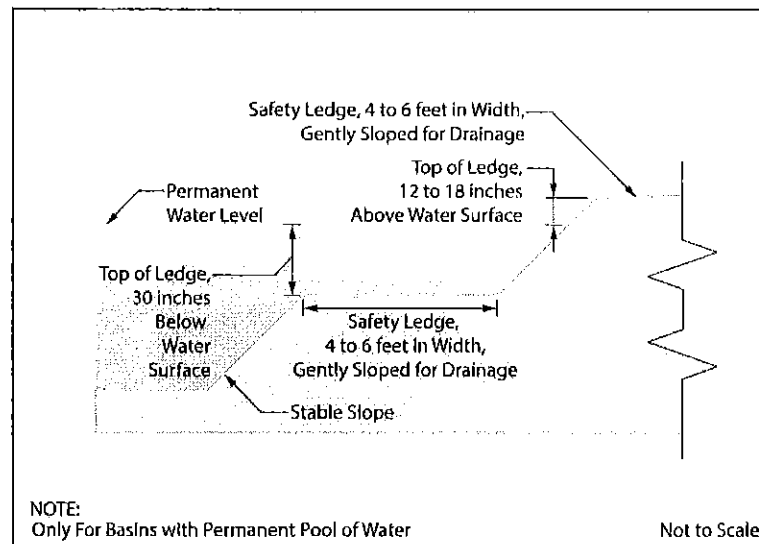 Safety Ledge, 4 to 6 feet in Width,
Gently Sloped for Drainage
Top of Ledge,
12 to 18 inches
Above Water Surface
Permanent
Water Level
Top of Ledge,
30 inches
Below
Water
Surface
Safety Ledge,
4 to 6 feet in Width,
Gently Sloped for Drainage
Stable Slope
NOTE:
Only For Basins with Permanent Pool of Water
Not to Scale